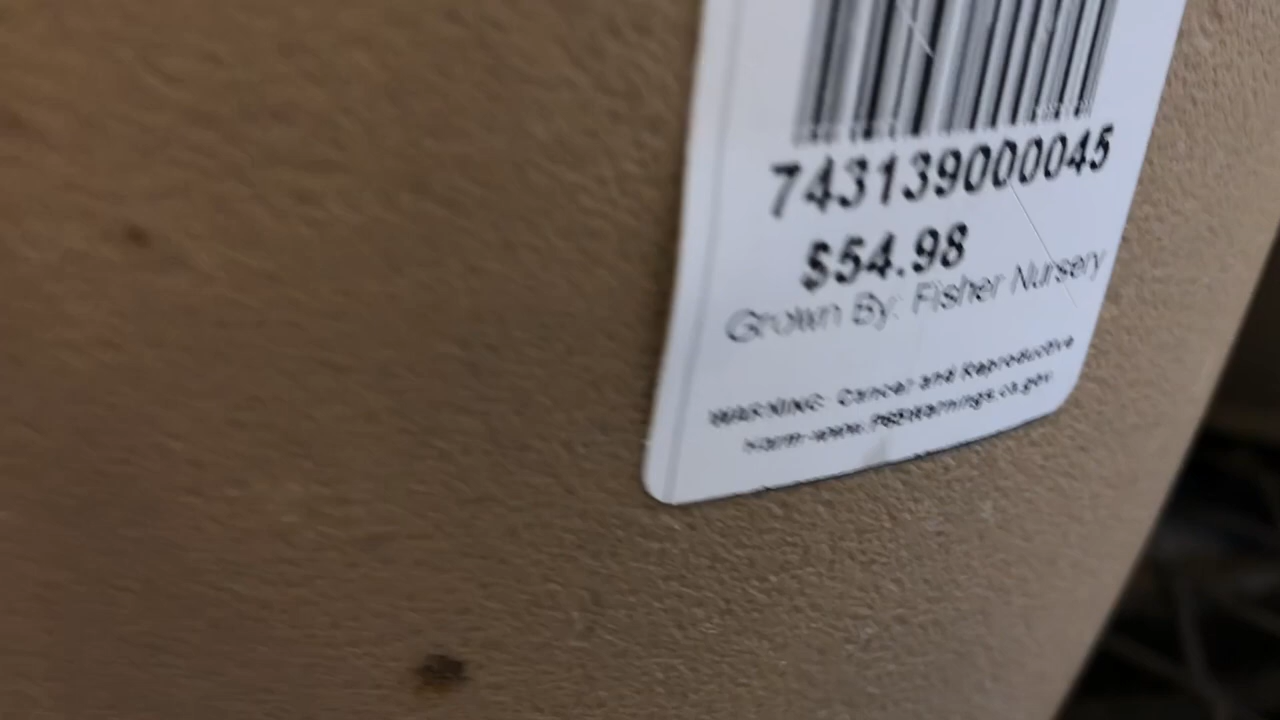 743139000045
$54.98
Grown By: Fisher Nursery
WARNING: Cancer and Reproductive
Harm-www.P65Warnings.ca.gov